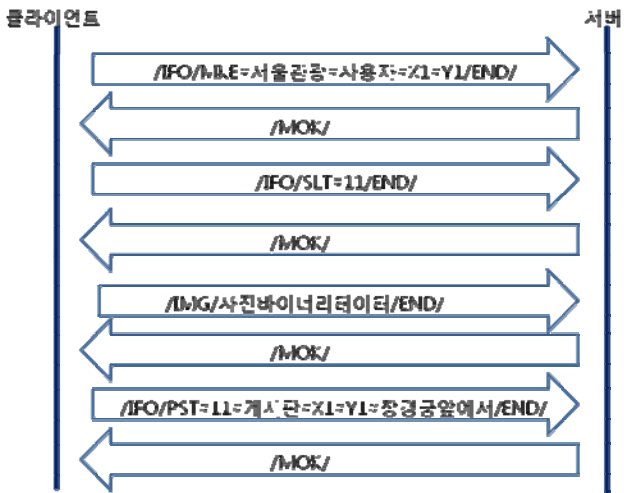 클라이언트 서버
/IFO/MKE=서울관광=사용자=X1=Y1/END/
/MOK/
/IFO/SLT=11/END/
/MOK/
/IMG/사진바이너리데이터/END/
/MOK/
/IFO/PST=11=게시판=X1=Y1=창경궁앞에서/END/
/MOK/